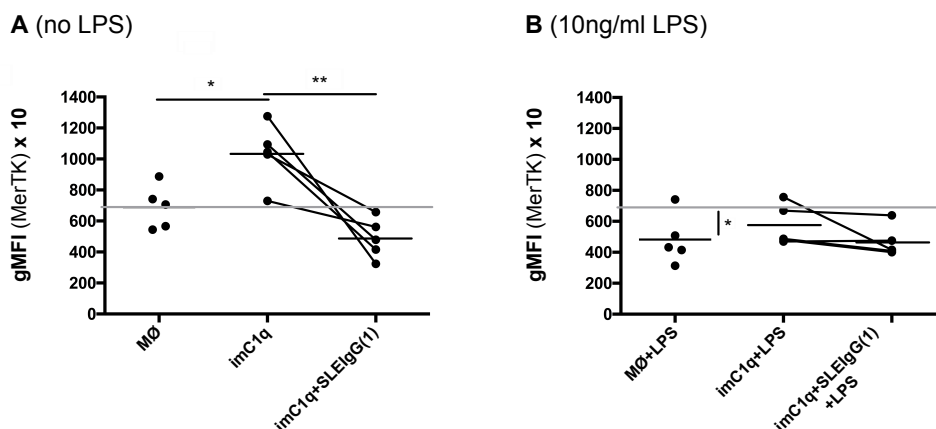 A (no LPS)
B (10ng/ml LPS)
gMFI (MerTK) x 10
1400
1200
1000
800
600
400
200
0
*
**
MØ
imC1q
imC1q+SLEIgG(1)
gMFI (MerTK) x 10
1400
1200
1000
800
600
400
200
0
*
MØ+LPS
imC1q+LPS
imC1q+SLEIgG(1)
+LPS